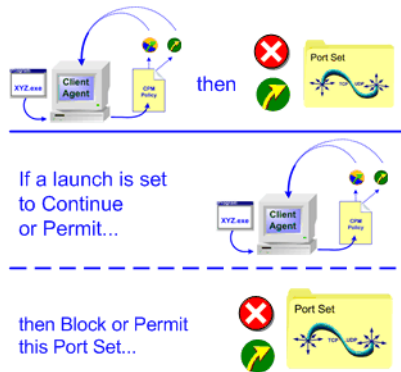 XYZ.exe
Client
Agent
CPM
Policy
then
Port Set
TCP UDP
If a launch is set
to Continue
or Permit...
XYZ.exe
Client
Agent
CPM
Policy
then Block or Permit
this Port Set...
Port Set
TCP UDP